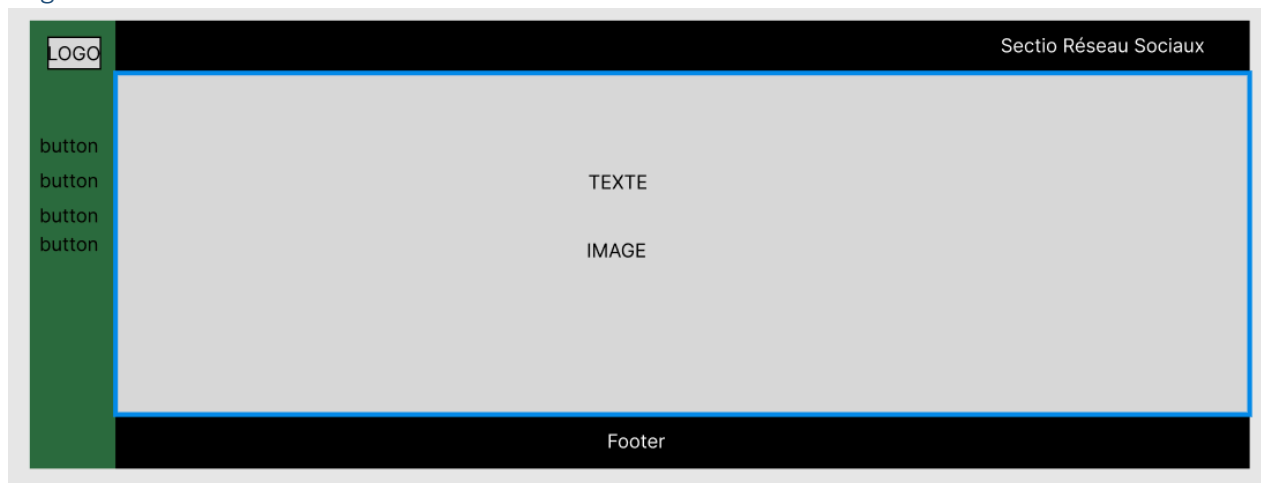 LOGO
Sectio Réseau Sociaux
button
button
button
button
TEXTE
IMAGE
Footer